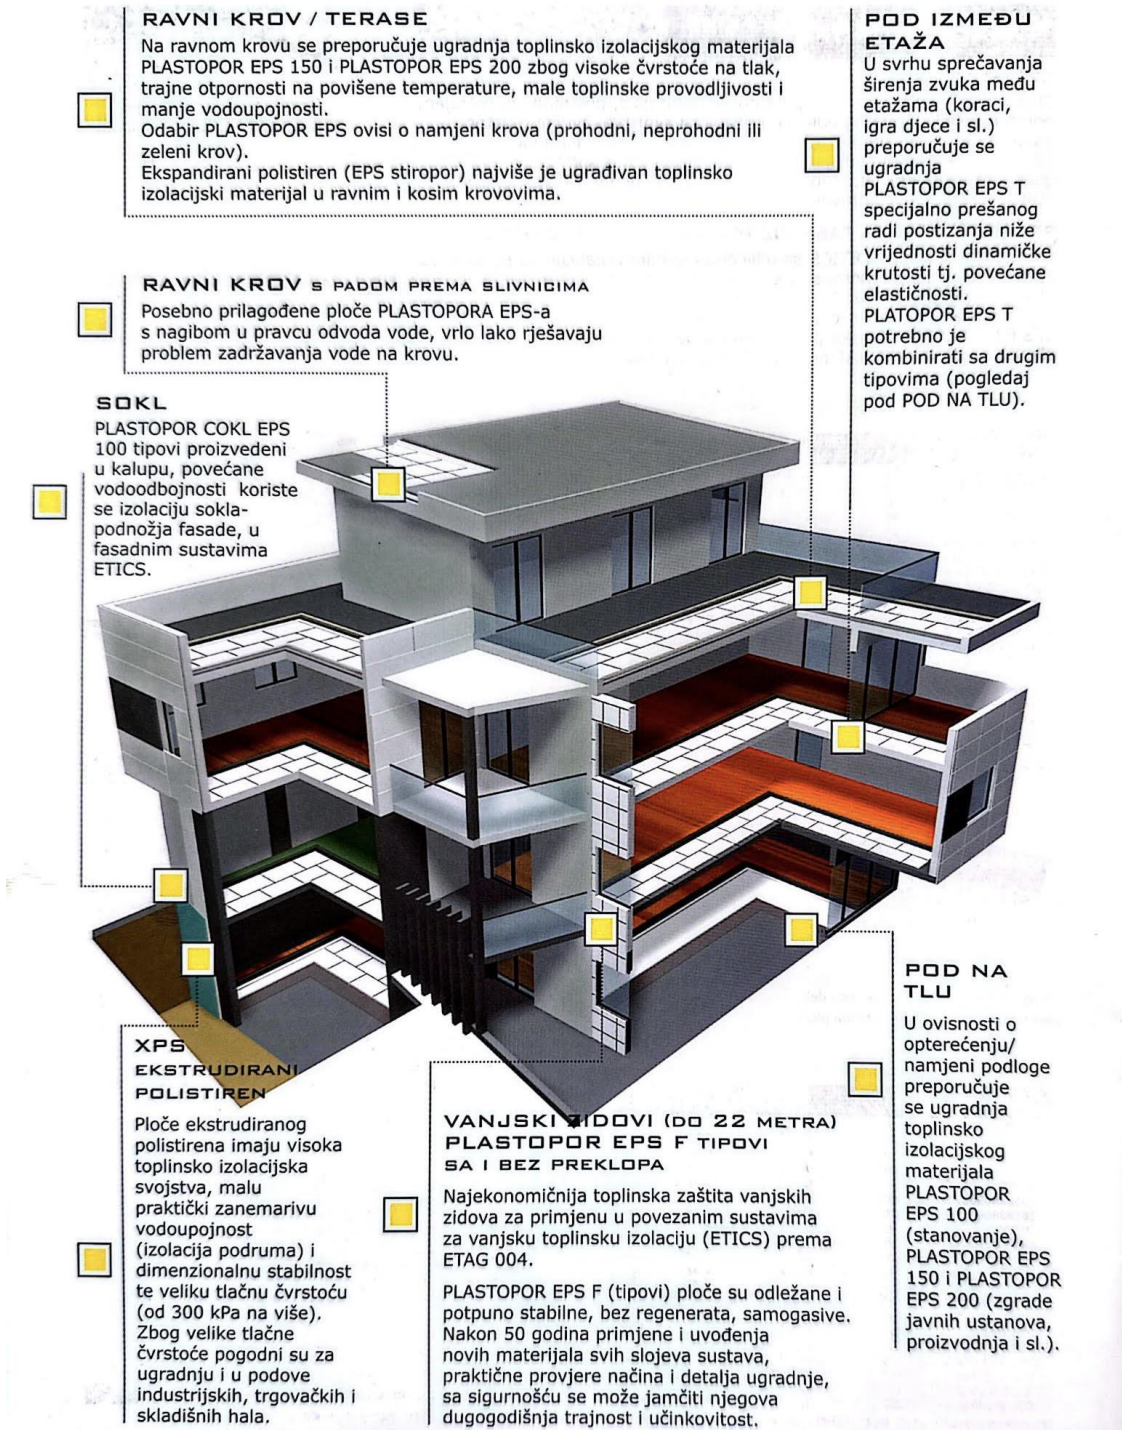 RAVNI KROV / TERASE
Na ravnom krovu se preporučuje ugradnja toplinsko izolacijskog materijala
PLASTOPOR EPS 150 i PLASTOPOR EPS 200 zbog visoke čvrstoće na tlak,
trajne otpornosti na povišene temperature, male toplinske provodljivosti i
manje vodoupojnosti.
Odabir PLASTOPOR EPS ovisi o namjeni krova (prohodni, neprohodni ili
zeleni krov).
Ekspandirani polistiren (EPS stiropor) najviše je ugrađivan toplinsko
izolacijski materijal u ravnim i kosim krovovima.
POD IZMEĐU
ETAŽA
U svrhu sprečavanja
širenja zvuka među
etažama (koraci,
igra djece i sl.)
preporučuje se
ugradnja
PLASTOPOR EPS T
specijalno prešanog
radi postizanja niže
vrijednosti dinamičke
krutosti tj. povećane
elastičnosti.
PLATOPOR EPS T
potrebno je
kombinirati sa drugim
tipovima (pogledaj
pod POD NA TLU).
RAVNI KROV S PADOM PREMA SLIVNICIMA
Posebno prilagođene ploče PLASTOPORA EPS-a
s nagibom u pravcu odvoda vode, vrlo lako rješavaju
problem zadržavanja vode na krovu.
SOKL
PLASTOPOR COKL EPS
100 tipovi proizvedeni
u kalupu, povećane
vodoodbojnosti koriste
se izolaciju sokla-
podnožja fasade, u
fasadnim sustavima
ETICS.
XPS
EKSTRUDIRANI
POLISTIREN
Ploče ekstrudiranog
polistirena imaju visoka
toplinsko izolacijska
svojstva, malu
praktički zanemarivu
vodoupojnost
(izolacija podruma) i
dimenzionalnu stabilnost
te veliku tlačnu čvrstoću
(od 300 kPa na više).
Zbog velike tlačne
čvrstoće pogodni su za
ugradnju i u podove
industrijskih, trgovačkih i
skladišnih hala.
VANJSKI ZIDOVI (DO 22 METRA)
PLASTOPOR EPS F TIPOVI
SA I BEZ PREKLOPA
Najekonomičnija toplinska zaštita vanjskih
zidova za primjenu u povezanim sustavima
za vanjsku toplinsku izolaciju (ETICS) prema
ETAG 004.
PLASTOPOR EPS F (tipovi) ploče su odležane i
potpuno stabilne, bez regenerata, samogasive.
Nakon 50 godina primjene i uvođenja
novih materijala svih slojeva sustava,
praktične provjere načina i detalja ugradnje,
sa sigurnošću se može jamčiti njegova
dugogodišnja trajnost i učinkovitost.
POD NA
TLU
U ovisnosti o
opterećenju/
namjeni podloge
preporučuje
se ugradnja
toplinsko
izolacijskog
materijala
PLASTOPOR
EPS 100
(stanovanje),
PLASTOPOR EPS
150 i PLASTOPOR
EPS 200 (zgrade
javnih ustanova,
proizvodnja i sl.).